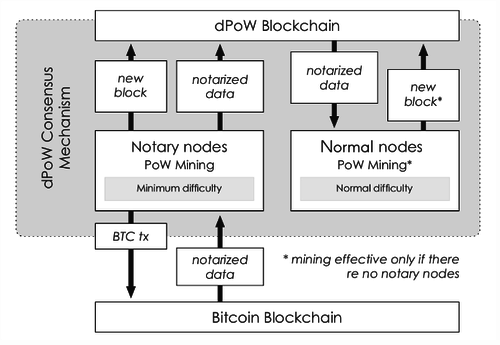 dPoW Blockchain
dPoW Consensus
Mechanism
new
block
notarized
data
notarized
data
new
block*
Notary nodes
PoW Mining
Minimum difficulty
Normal nodes
PoW Mining*
Normal difficulty
BTC tx
notarized
data
* mining effective only if there
re no notary nodes
Bitcoin Blockchain